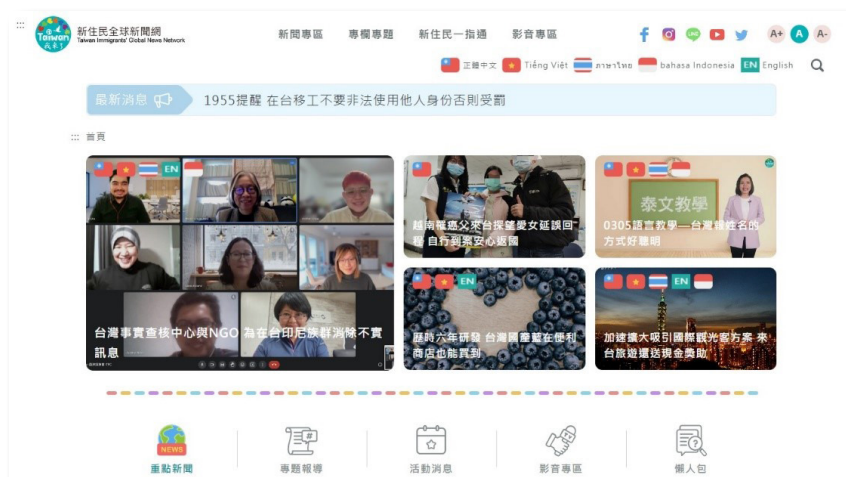 :::
Taiwan
我來!
新住民全球新聞網
Taiwan Immigrants' Global News Network
新聞專區 專欄專題 新住民一指通 影音專區
A+ A A-
正體中文 Tiếng Việt ภาษาไทย bahasa Indonesia EN English
最新消息
1955提醒 在台移工不要非法使用他人身份否則受罰
::: 首頁
EN
台灣事實查核中心與NGO 為在台印尼族群消除不實
訊息
越南罹癌父來台探望愛女延誤回
程 自行到案安心返國
泰文教學
0305語言教學—台灣報姓名的
方式好聰明
EN
歷時六年研發 台灣國產藍在便利
商店也能買到
EN
加速擴大吸引國際觀光客方案 來
台旅遊還送現金獎助
NEWS
重點新聞
專題報導
活動消息
影音專區
懶人包